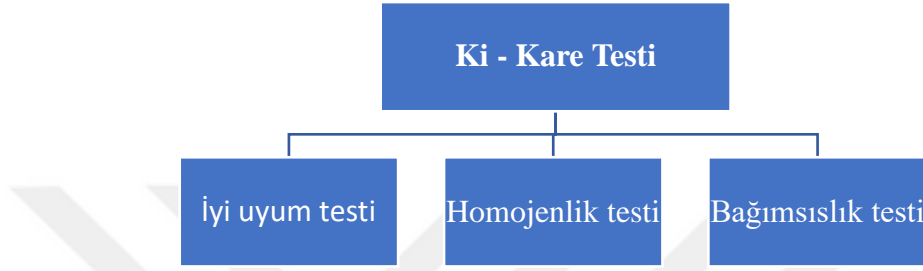 Ki - Kare Testi
İyi uyum testi
Homojenlik testi
Bağımsıslık testi